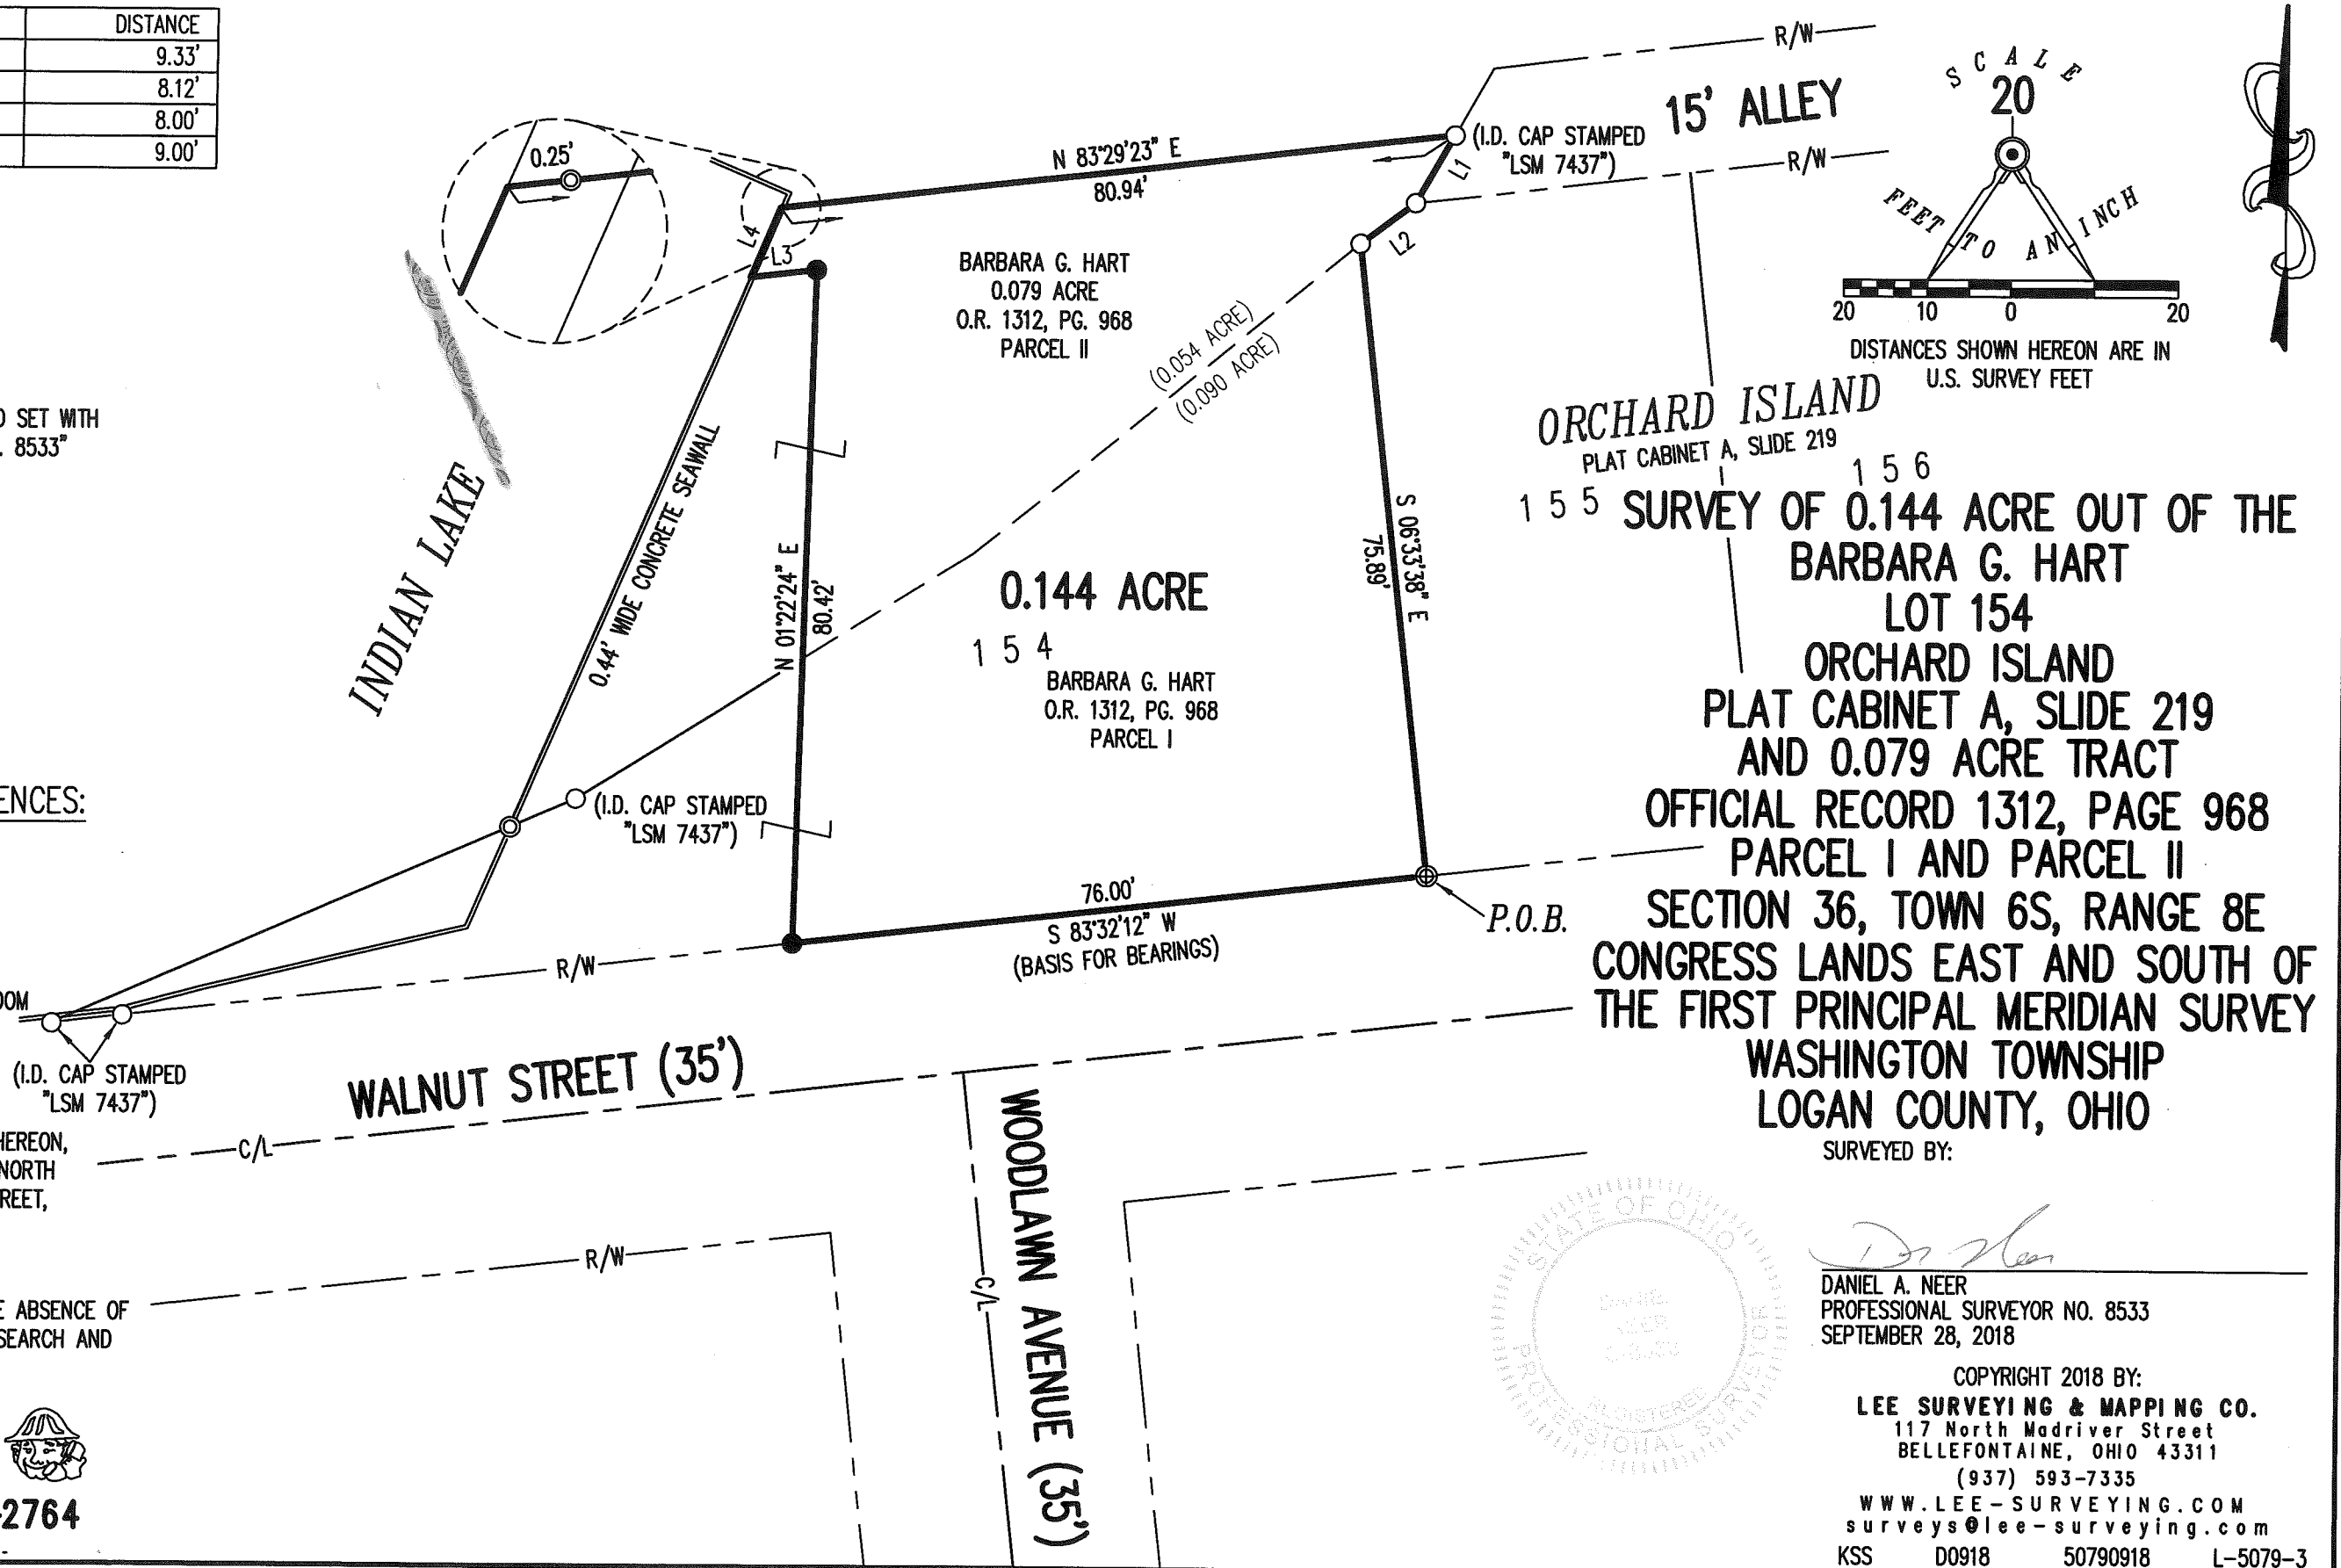 DISTANCE
9.33'
8.12'
8.00'
9.00'
R/W
15' ALLEY
R/W
(I.D. CAP STAMPED
"LSM 7437")
N 83°29'23" E
80.94'
L1
L2
L3
L4
0.25'
SCALE
20
FEET TO AN INCH
20 10 0 20
DISTANCES SHOWN HEREON ARE IN
U.S. SURVEY FEET
BARBARA G. HART
0.079 ACRE
O.R. 1312, PG. 968
PARCEL II
(0.054 ACRE)
(0.090 ACRE)
SET WITH
8533"
INDIAN LAKE
0.44' WIDE CONCRETE SEAWALL
N 01°22'24" E
80.42'
S 06°33'38" E
75.89'
ORCHARD ISLAND
PLAT CABINET A, SLIDE 219
156
155
0.144 ACRE
154
BARBARA G. HART
O.R. 1312, PG. 968
PARCEL I
SURVEY OF 0.144 ACRE OUT OF THE
BARBARA G. HART
LOT 154
ORCHARD ISLAND
PLAT CABINET A, SLIDE 219
AND 0.079 ACRE TRACT
OFFICIAL RECORD 1312, PAGE 968
PARCEL I AND PARCEL II
SECTION 36, TOWN 6S, RANGE 8E
CONGRESS LANDS EAST AND SOUTH OF
THE FIRST PRINCIPAL MERIDIAN SURVEY
WASHINGTON TOWNSHIP
LOGAN COUNTY, OHIO
ENCES:
(I.D. CAP STAMPED
"LSM 7437")
76.00'
S 83°32'12" W
(BASIS FOR BEARINGS)
P.O.B.
R/W
OOM
(I.D. CAP STAMPED
"LSM 7437")
WALNUT STREET (35')
HEREON,
NORTH
REET,
C/L
WOODLAWN AVENUE (35')
C/L
R/W
E ABSENCE OF
SEARCH AND
-2764
SURVEYED BY:
STATE OF OHIO
REGISTERED
PROFESSIONAL SURVEYOR
DANIEL A. NEER
PROFESSIONAL SURVEYOR NO. 8533
SEPTEMBER 28, 2018
COPYRIGHT 2018 BY:
LEE SURVEYING & MAPPING CO.
117 North Madriver Street
BELLEFONTAINE, OHIO 43311
(937) 593-7335
WWW.LEE-SURVEYING.COM
surveys@lee-surveying.com
KSS D0918 50790918 L-5079-3